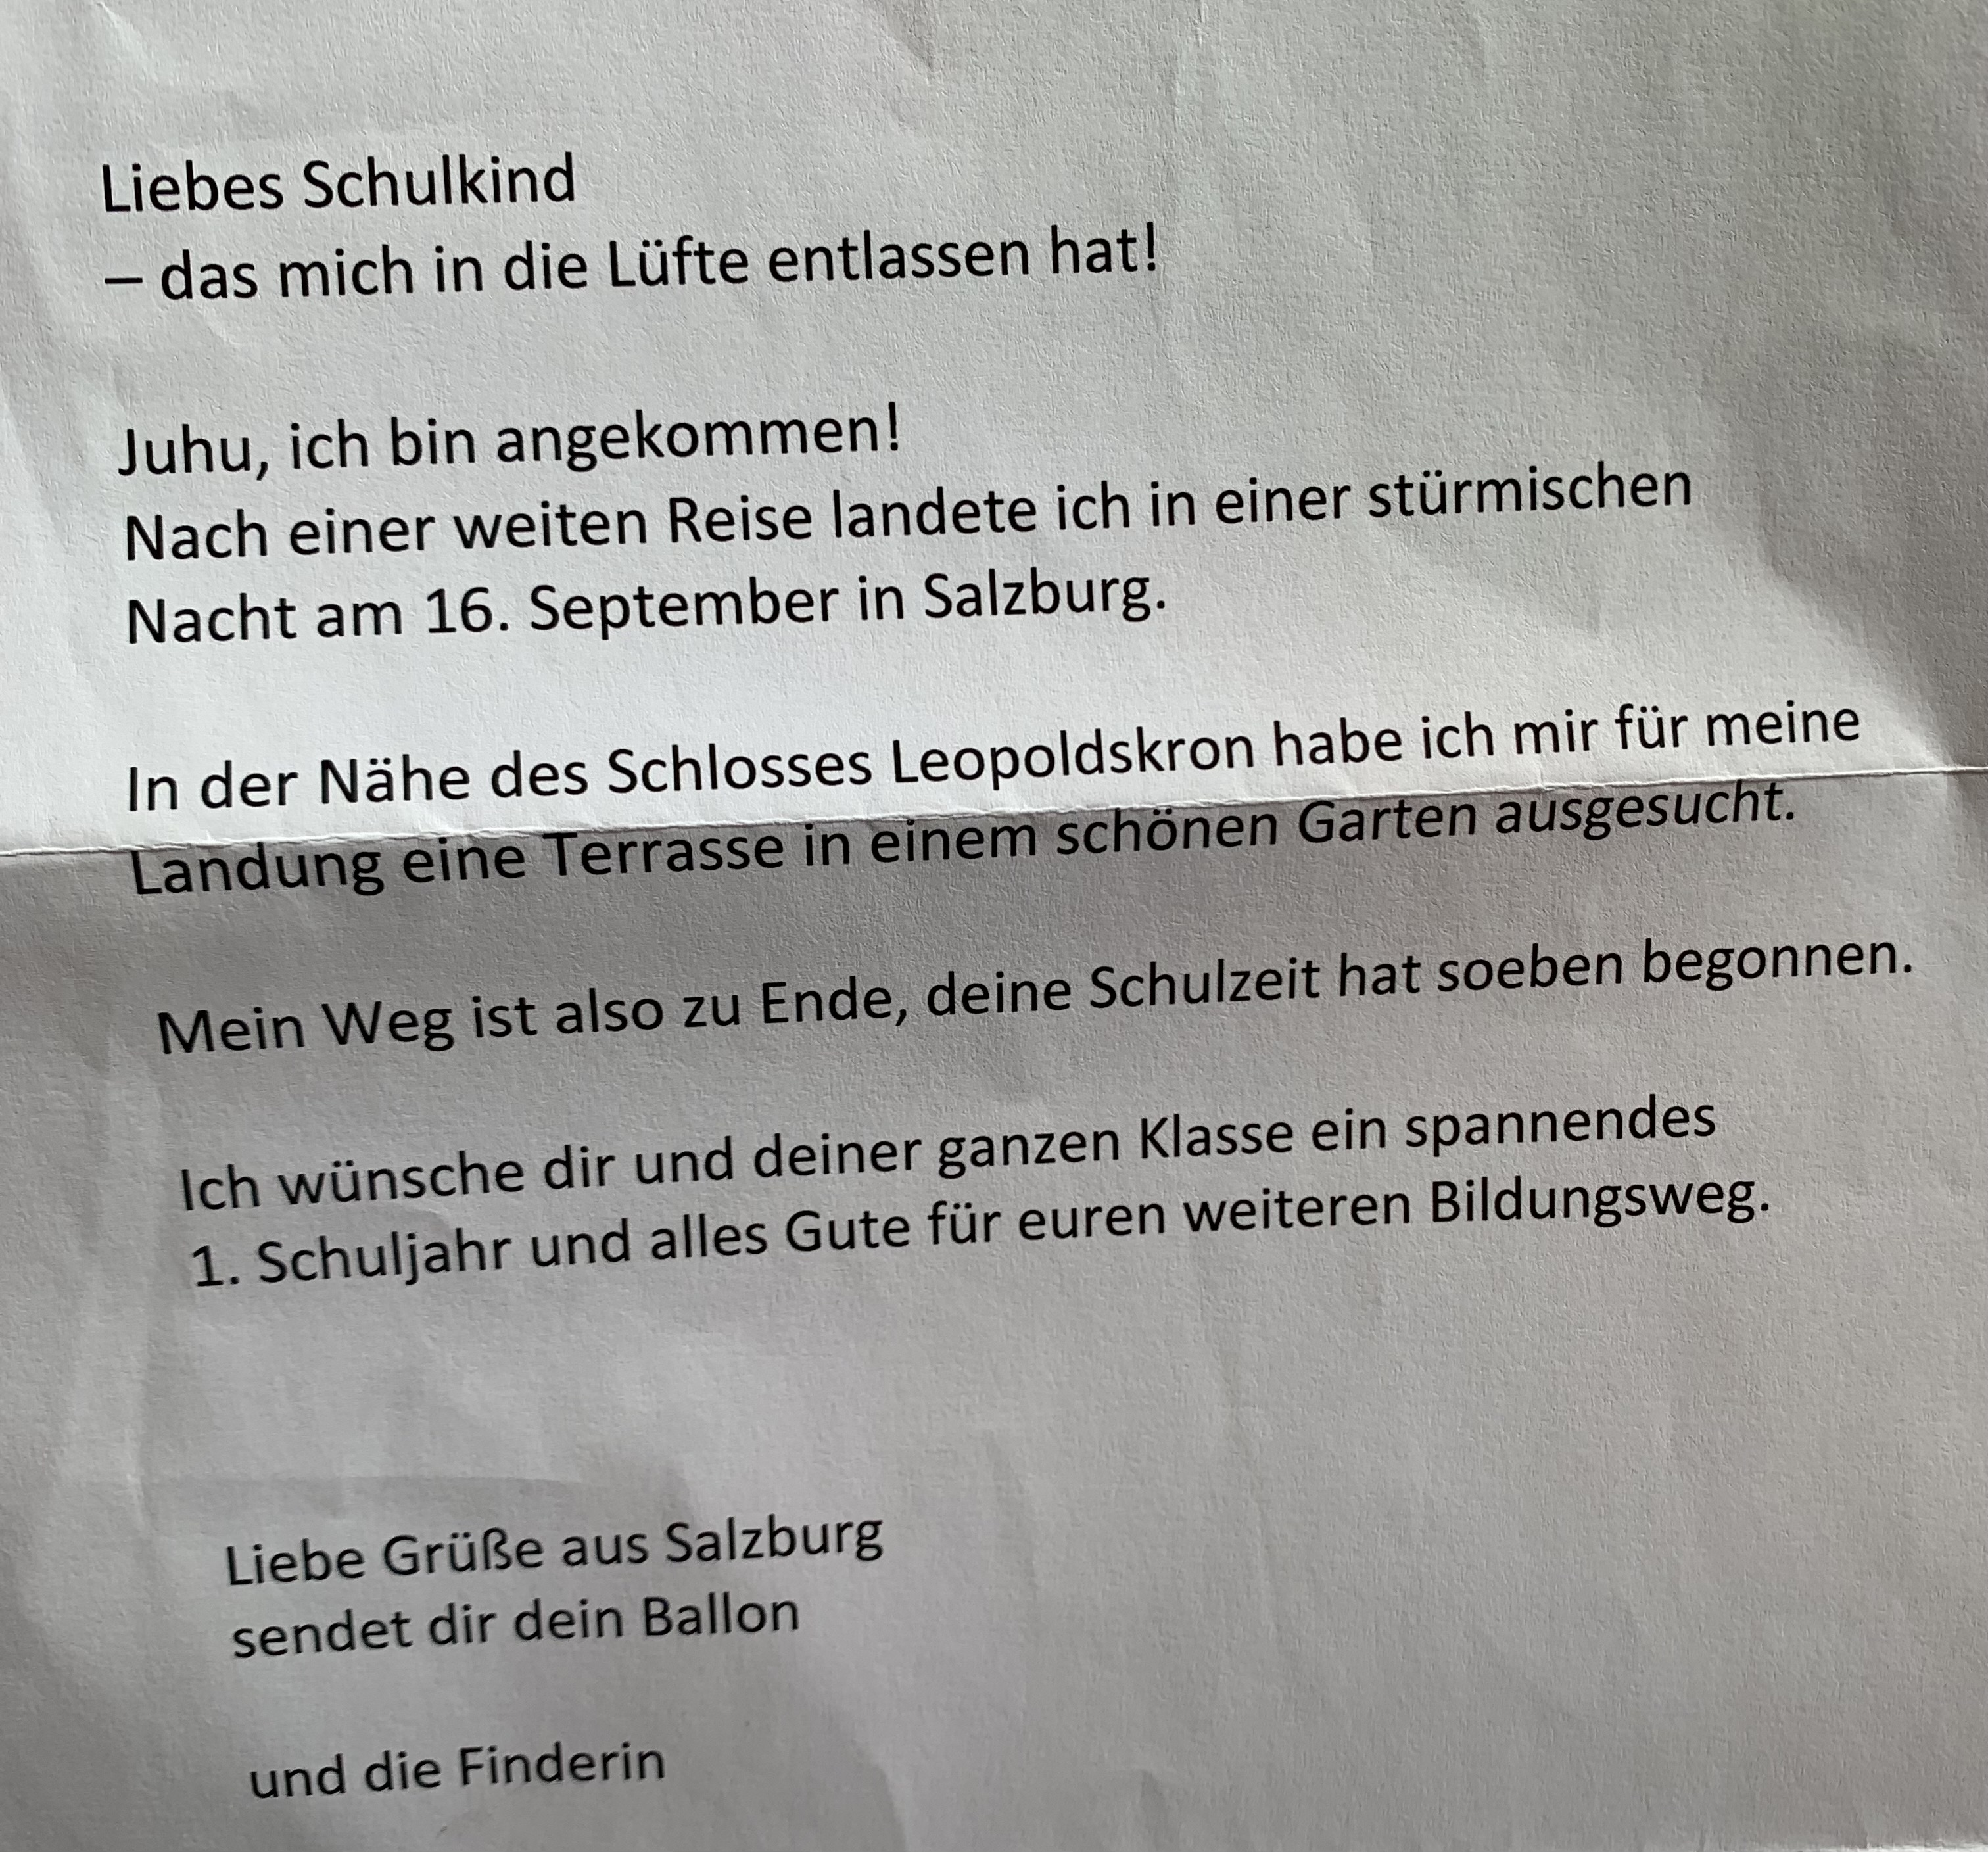 Liebes Schulkind
– das mich in die Lüfte entlassen hat!
Juhu, ich bin angekommen!
Nach einer weiten Reise landete ich in einer stürmischen
Nacht am 16. September in Salzburg.
In der Nähe des Schlosses Leopoldskron habe ich mir für meine
Landung eine Terrasse in einem schönen Garten ausgesucht.
Mein Weg ist also zu Ende, deine Schulzeit hat soeben begonnen.
Ich wünsche dir und deiner ganzen Klasse ein spannendes
1. Schuljahr und alles Gute für euren weiteren Bildungsweg.
Liebe Grüße aus Salzburg
sendet dir dein Ballon
und die Finderin